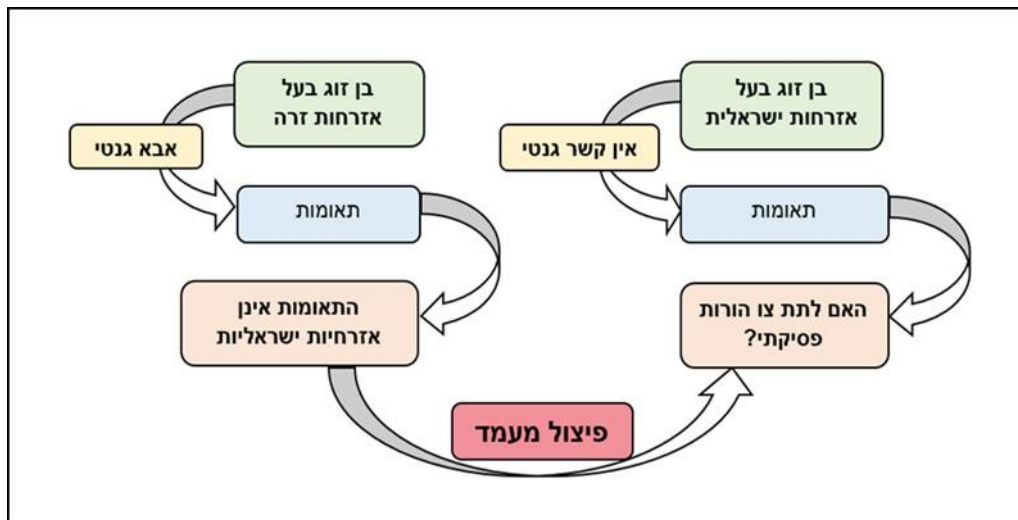 בן זוג בעל
אזרחות ישראלית
אין קשר גנטי
תאומות
האם לתת צו הורות
פסיקתי?
בן זוג בעל
אזרחות זרה
אבא גנטי
תאומות
התאומות אינן
אזרחיות ישראליות
פיצול מעמד